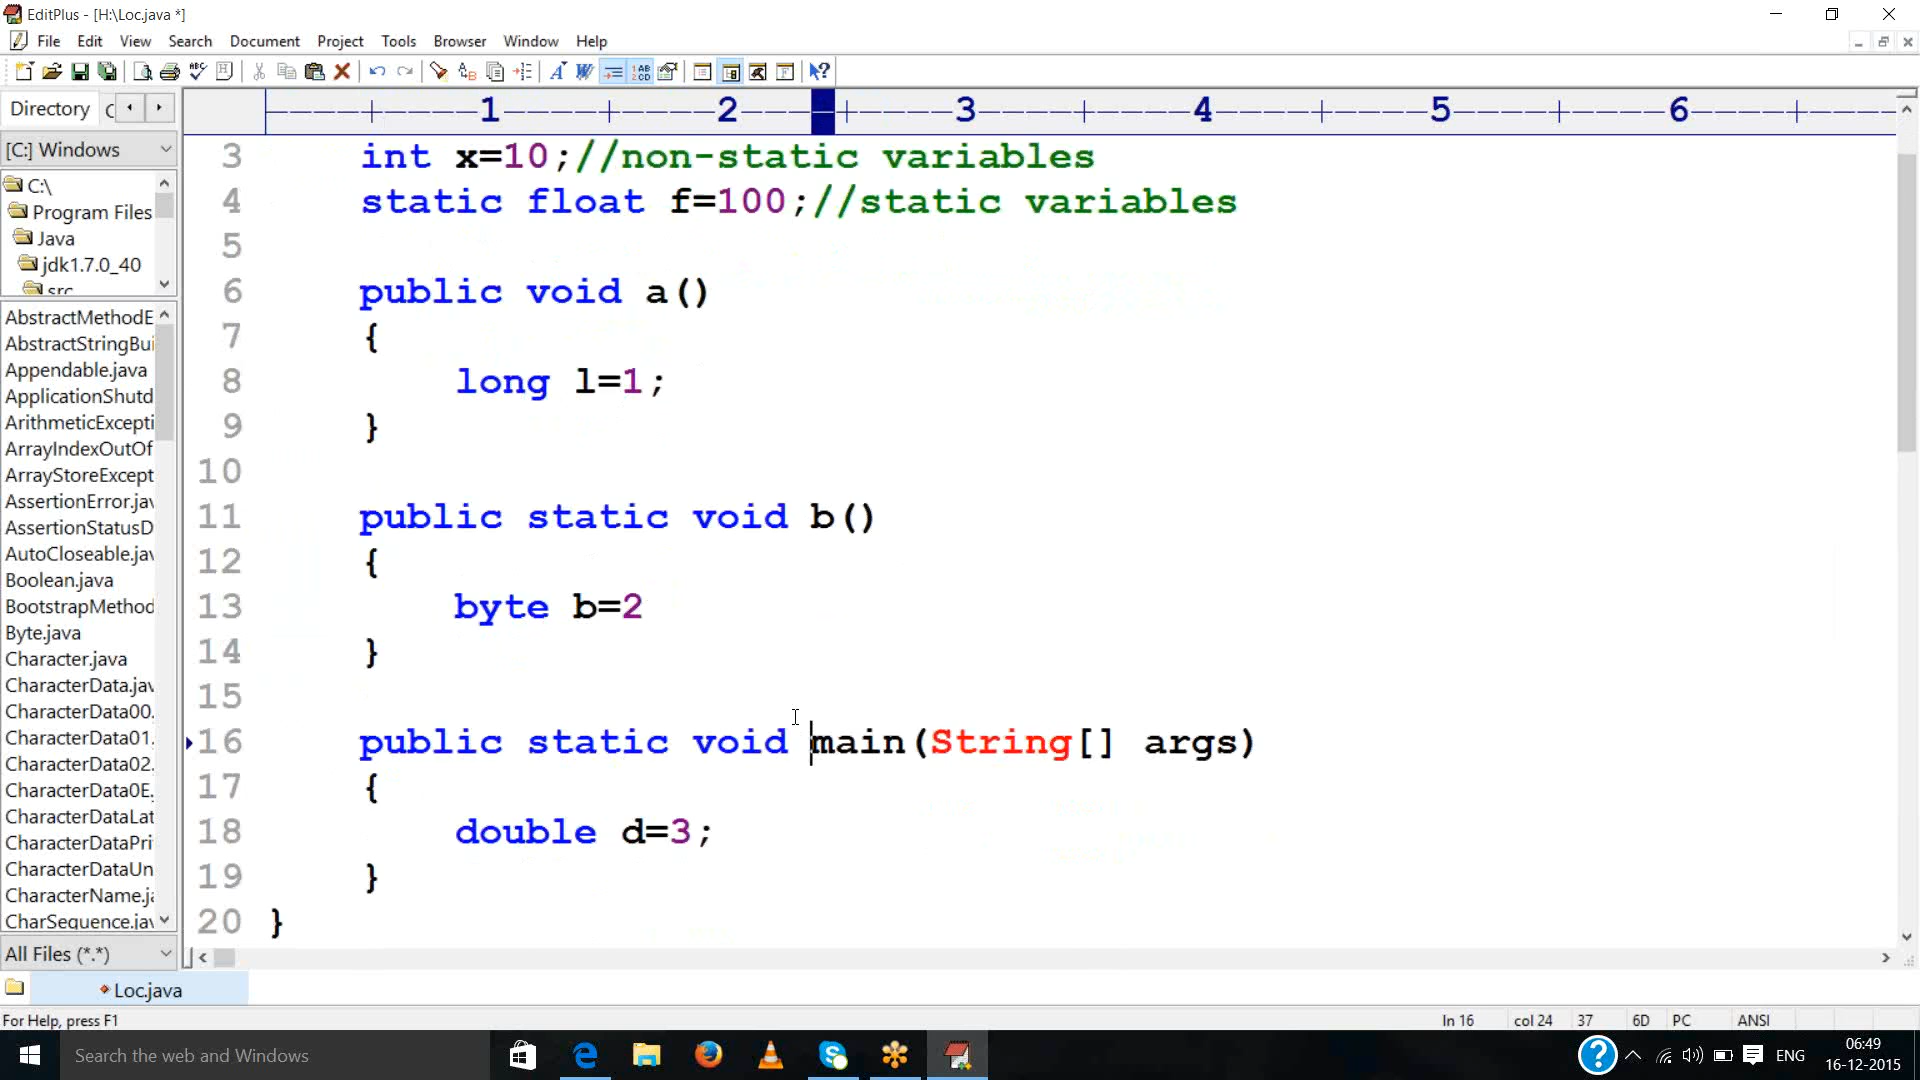 EditPlus - [H:\Loc.java *]
File Edit View Search Document Project Tools Browser Window Help
Directory
1 2 3 4 5 6
[C:] Windows
C:\
Program Files
Java
jdk1.7.0_40
src
AbstractMethodE
AbstractStringBui
Appendable.java
ApplicationShutd
ArithmeticExcepti
ArrayIndexOutOf
ArrayStoreExcept
AssertionError.jav
AssertionStatusD
AutoCloseable.jav
Boolean.java
BootstrapMethod
Byte.java
Character.java
CharacterData.jav
CharacterData00.
CharacterData01.
CharacterData02.
CharacterData0E.
CharacterDataLat
CharacterDataPri
CharacterDataUn
CharacterName.ja
CharSequence.jav
All Files (*.*)
3 int x=10;//non-static variables
4 static float f=100;//static variables
5
6 public void a()
7 {
8 long l=1;
9 }
10
11 public static void b()
12 {
13 byte b=2
14 }
15
16 public static void main(String[] args)
17 {
18 double d=3;
19 }
20 }
Loc.java
For Help, press F1
ln 16 col 24 37 6D PC ANSI
Search the web and Windows
ENG
06:49
16-12-2015